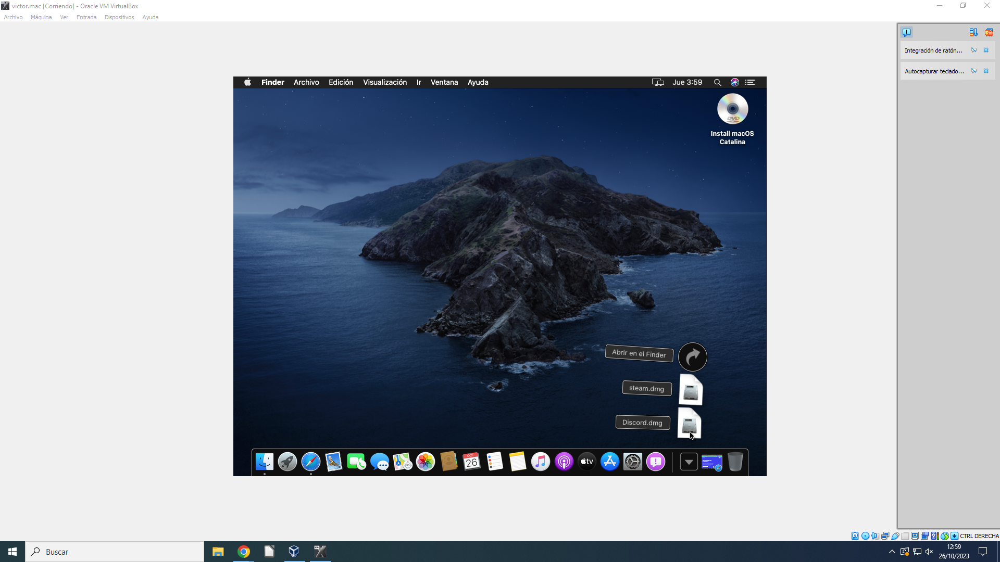 victor.mac [Corriendo] - Oracle VM VirtualBox
Archivo Máquina Ver Entrada Dispositivos Ayuda
Integración de ratón...
Autocapturar teclado...
Finder Archivo Edición Visualización Ir Ventana Ayuda Jue 3:59
DVD
Install macOS
Catalina
Abrir en el Finder
steam.dmg
Discord.dmg
OCT
26
tv
CTRL DERECHA
Buscar
64
12:59
26/10/2023